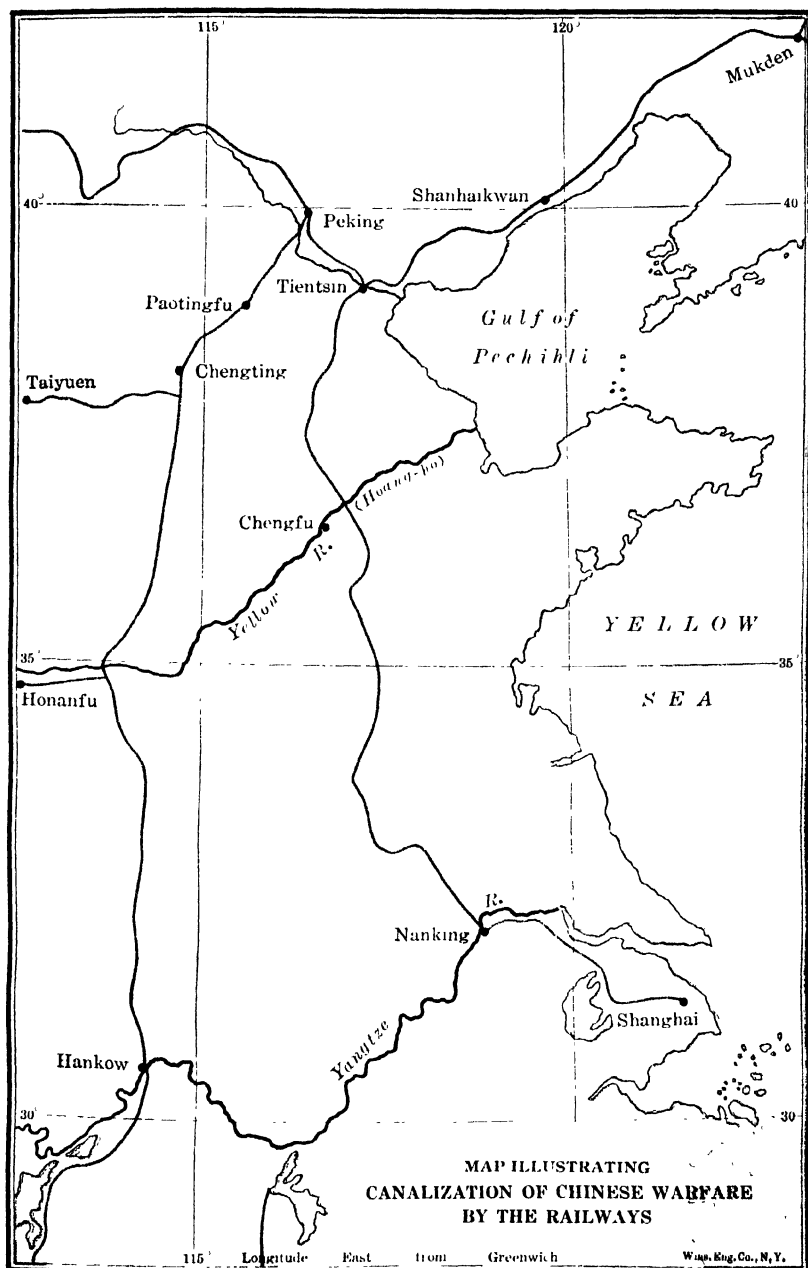 115°
120°
Mukden
40°
40
Shanhaikwan
Peking
Tientsin
Paotingfu
Gulf of
Pechihli
Chengting
Taiyuen
(Hoang-ho)
Chengfu
R.
Yellow
YELLOW
35
35°
Honanfu
SEA
R.
Nanking
Shanghai
Yangtze
Hankow
30°
30
MAP ILLUSTRATING
CANALIZATION OF CHINESE WARFARE
BY THE RAILWAYS
115°
Longitude East from Greenwich
Wms. Eng. Co., N. Y.